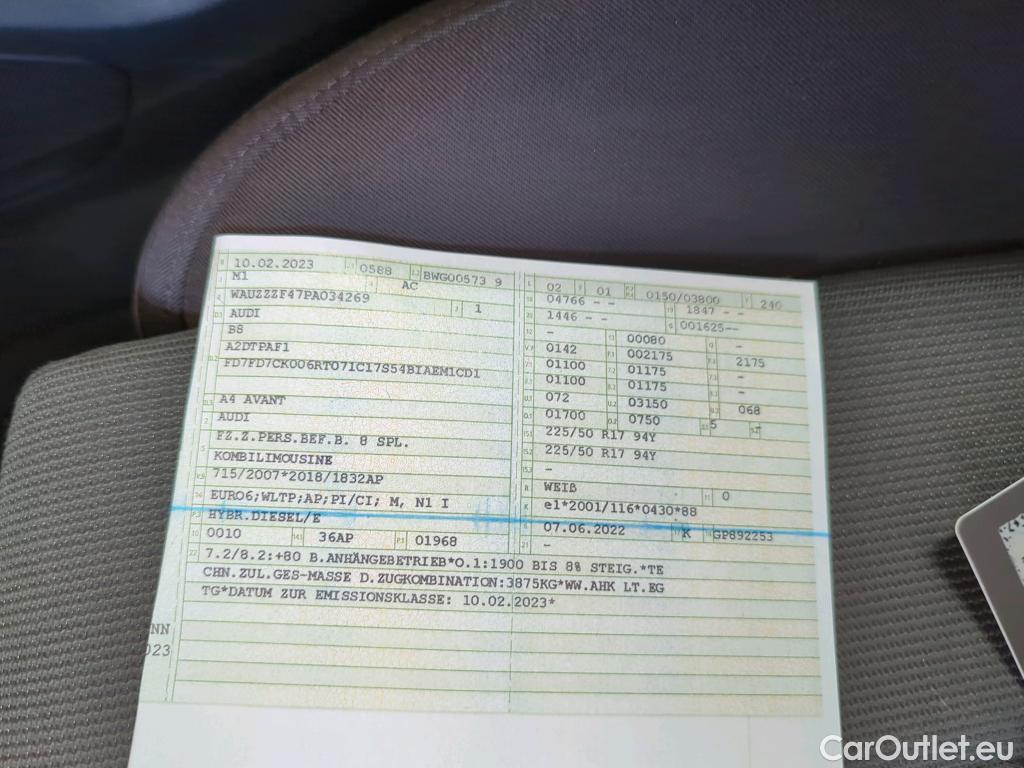 10.02.2023 0588 BWG00573 9
M1 AC
WAUZZZF47PA034269 1
AUDI
B8
A2DTPAF1
FD7FD7CK006RT07IC17S54BIAEM1CD1
A4 AVANT
AUDI
FZ.Z.PERS.BEF.B. 8 SPL.
KOMBILIMOUSINE
715/2007*2018/1832AP
EURO6;WLTP;AP;PI/CI; M, N1 I
HYBR.DIESEL/E
0010 36AP 01968
02 01 0150/03800 240
04766 - - 1847 - -
1446 - - 001625--
- 00080 -
0142 002175 2175
01100 01175 -
01100 01175 -
072 03150 068
01700 0750 5 -
225/50 R17 94Y
225/50 R17 94Y
-
WEIß 0
e1*2001/116*0430*88
07.06.2022 K GP892253
-
7.2/8.2:+80 B.ANHÄNGEBETRIEB*O.1:1900 BIS 8% STEIG.*TE
CHN.ZUL.GES-MASSE D.ZUGKOMBINATION:3875KG*WW.AHK LT.EG
TG*DATUM ZUR EMISSIONSKLASSE: 10.02.2023*
NN
023
CarOutlet.eu